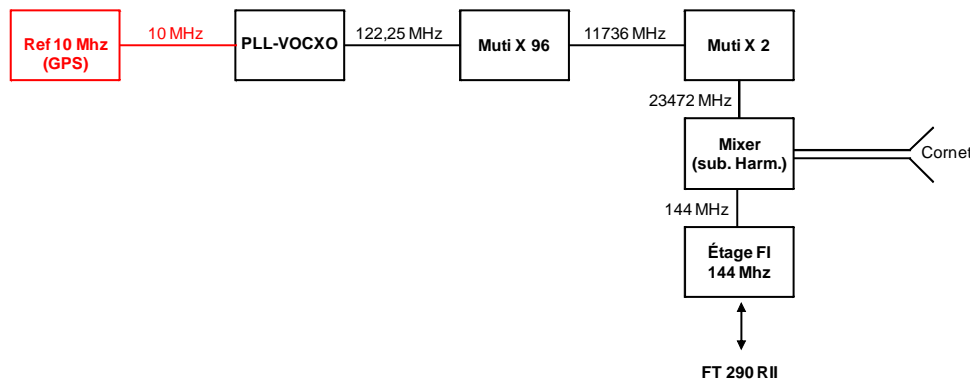 Ref 10 Mhz
(GPS)
10 MHz
PLL-VOCXO
122,25 MHz
Muti X 96
11736 MHz
Muti X 2
23472 MHz
Mixer
(sub. Harm.)
Cornet
144 MHz
Étage FI
144 Mhz
FT 290 RII